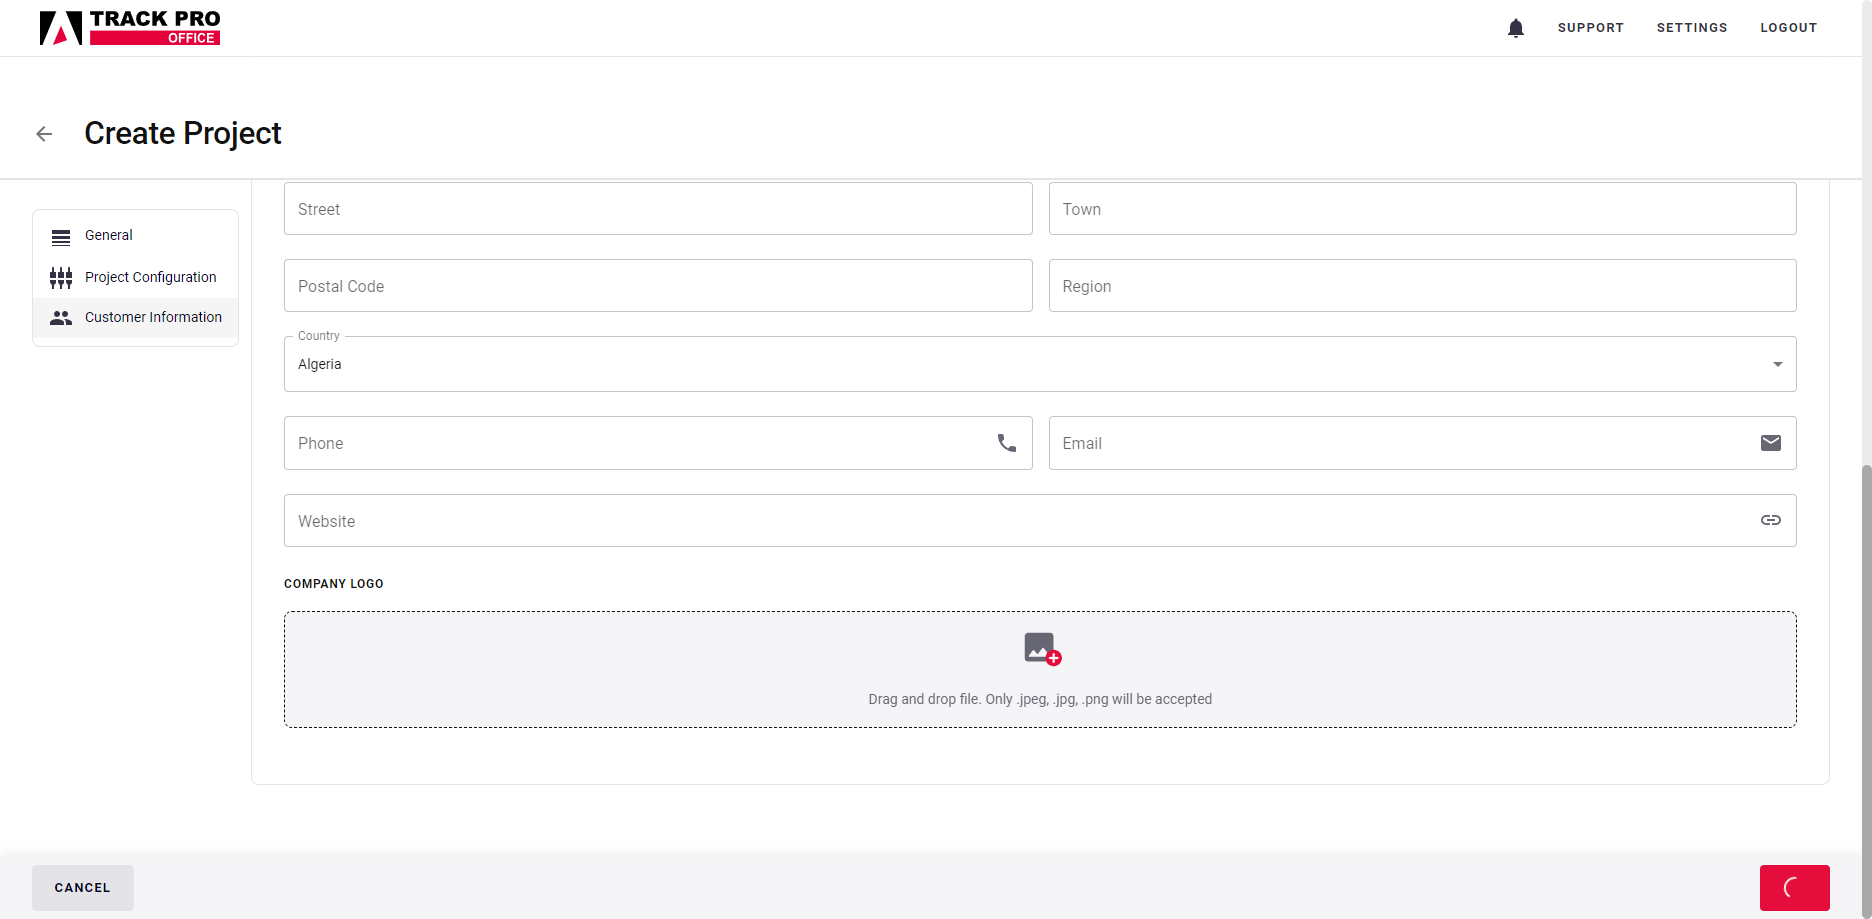 TRACK PRO
OFFICE
SUPPORT
SETTINGS
LOGOUT
Create Project
General
Project Configuration
Customer Information
Street
Town
Postal Code
Region
Country
Algeria
Phone
Email
Website
COMPANY LOGO
Drag and drop file. Only .jpeg, .jpg, .png will be accepted
CANCEL